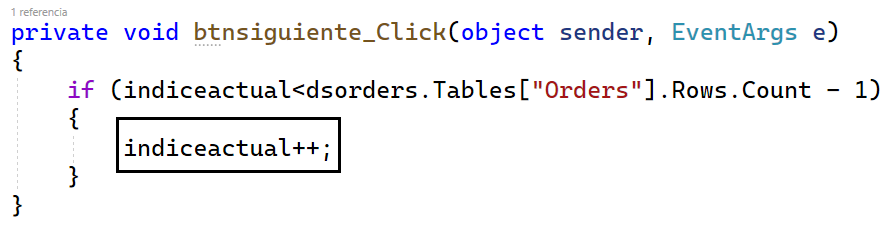 1 referencia
private void btnsiguiente_Click(object sender, EventArgs e)
{
if (indiceactual<dsorders.Tables["Orders"].Rows.Count - 1)
{
indiceactual++;
}
}